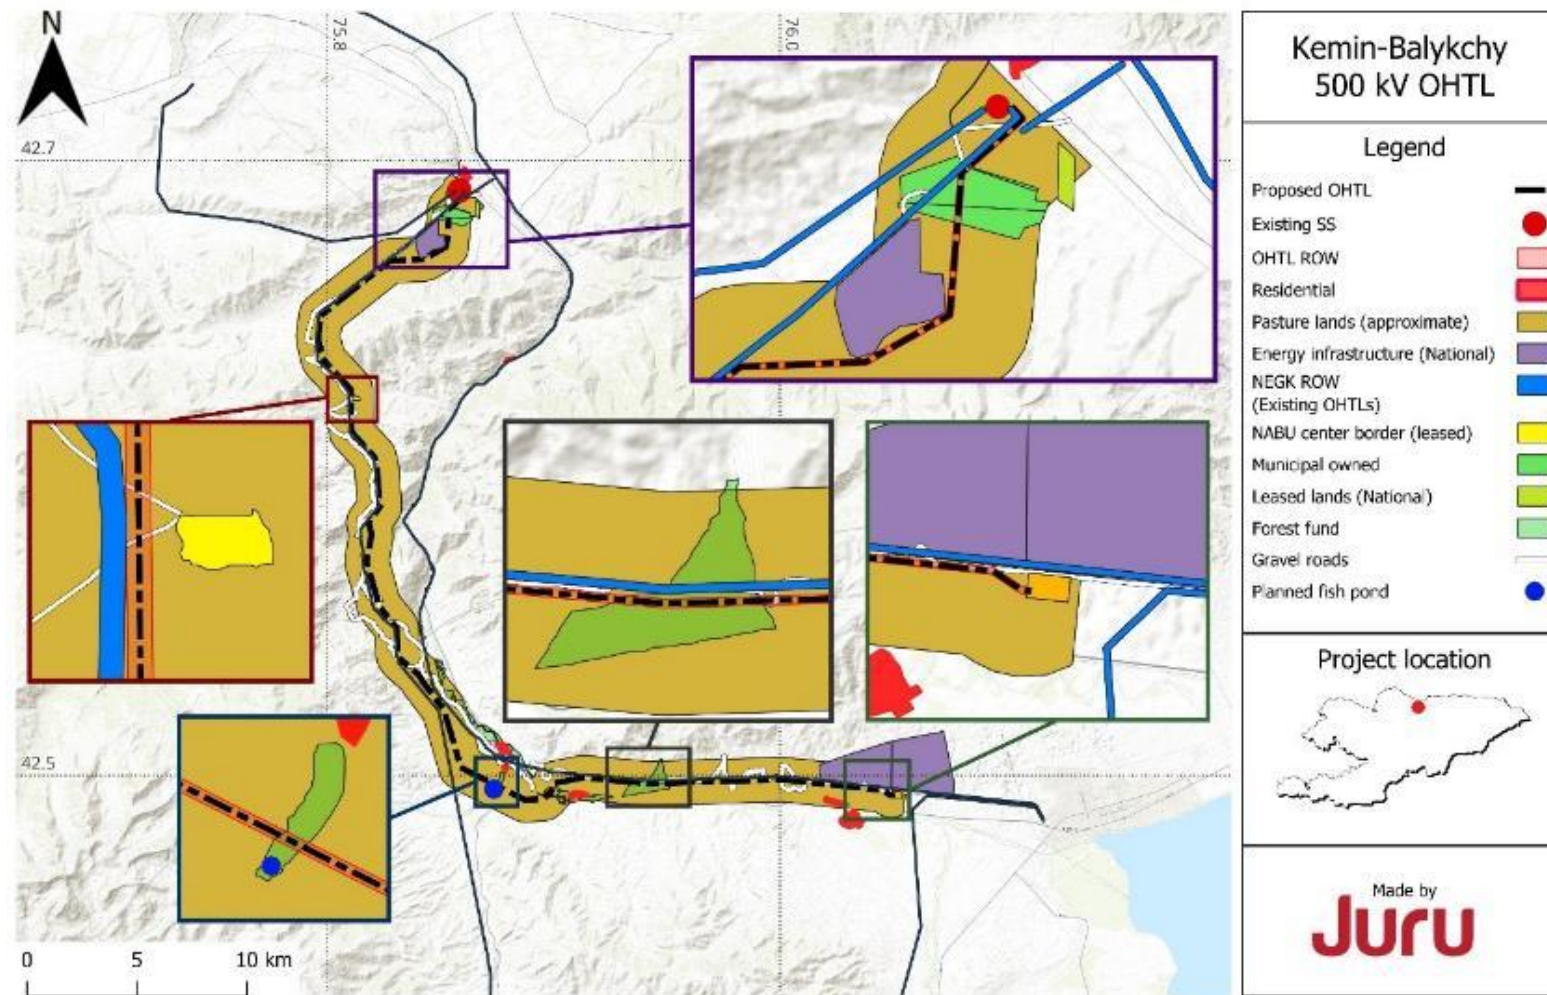 N
75.8
76.0
42.7
42.5
0 5 10 km
Kemin-Balykchy
500 kV OHTL
Legend
Proposed OHTL
Existing SS
OHTL ROW
Residential
Pasture lands (approximate)
Energy infrastructure (National)
NEGK ROW
(Existing OHTLs)
NABU center border (leased)
Municipal owned
Leased lands (National)
Forest fund
Gravel roads
Planned fish pond
Project location
Made by
Juru